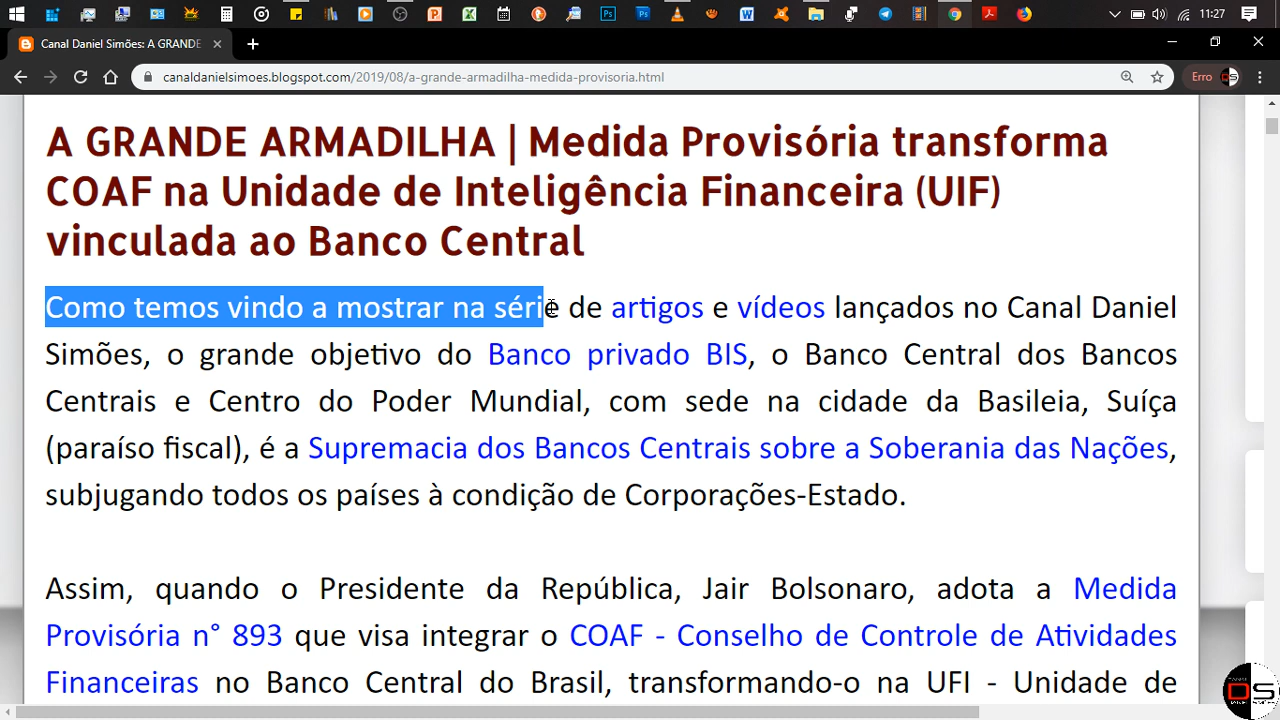 11:27
Canal Daniel Simões: A GRANDE
canaldanielsimoes.blogspot.com/2019/08/a-grande-armadilha-medida-provisoria.html
Erro
A GRANDE ARMADILHA | Medida Provisória transforma
COAF na Unidade de Inteligência Financeira (UIF)
vinculada ao Banco Central
Como temos vindo a mostrar na série de artigos e vídeos lançados no Canal Daniel
Simões, o grande objetivo do Banco privado BIS, o Banco Central dos Bancos
Centrais e Centro do Poder Mundial, com sede na cidade da Basileia, Suíça
(paraíso fiscal), é a Supremacia dos Bancos Centrais sobre a Soberania das Nações,
subjugando todos os países à condição de Corporações-Estado.
Assim, quando o Presidente da República, Jair Bolsonaro, adota a Medida
Provisória n° 893 que visa integrar o COAF - Conselho de Controle de Atividades
Financeiras no Banco Central do Brasil, transformando-o na UFI - Unidade de
DS